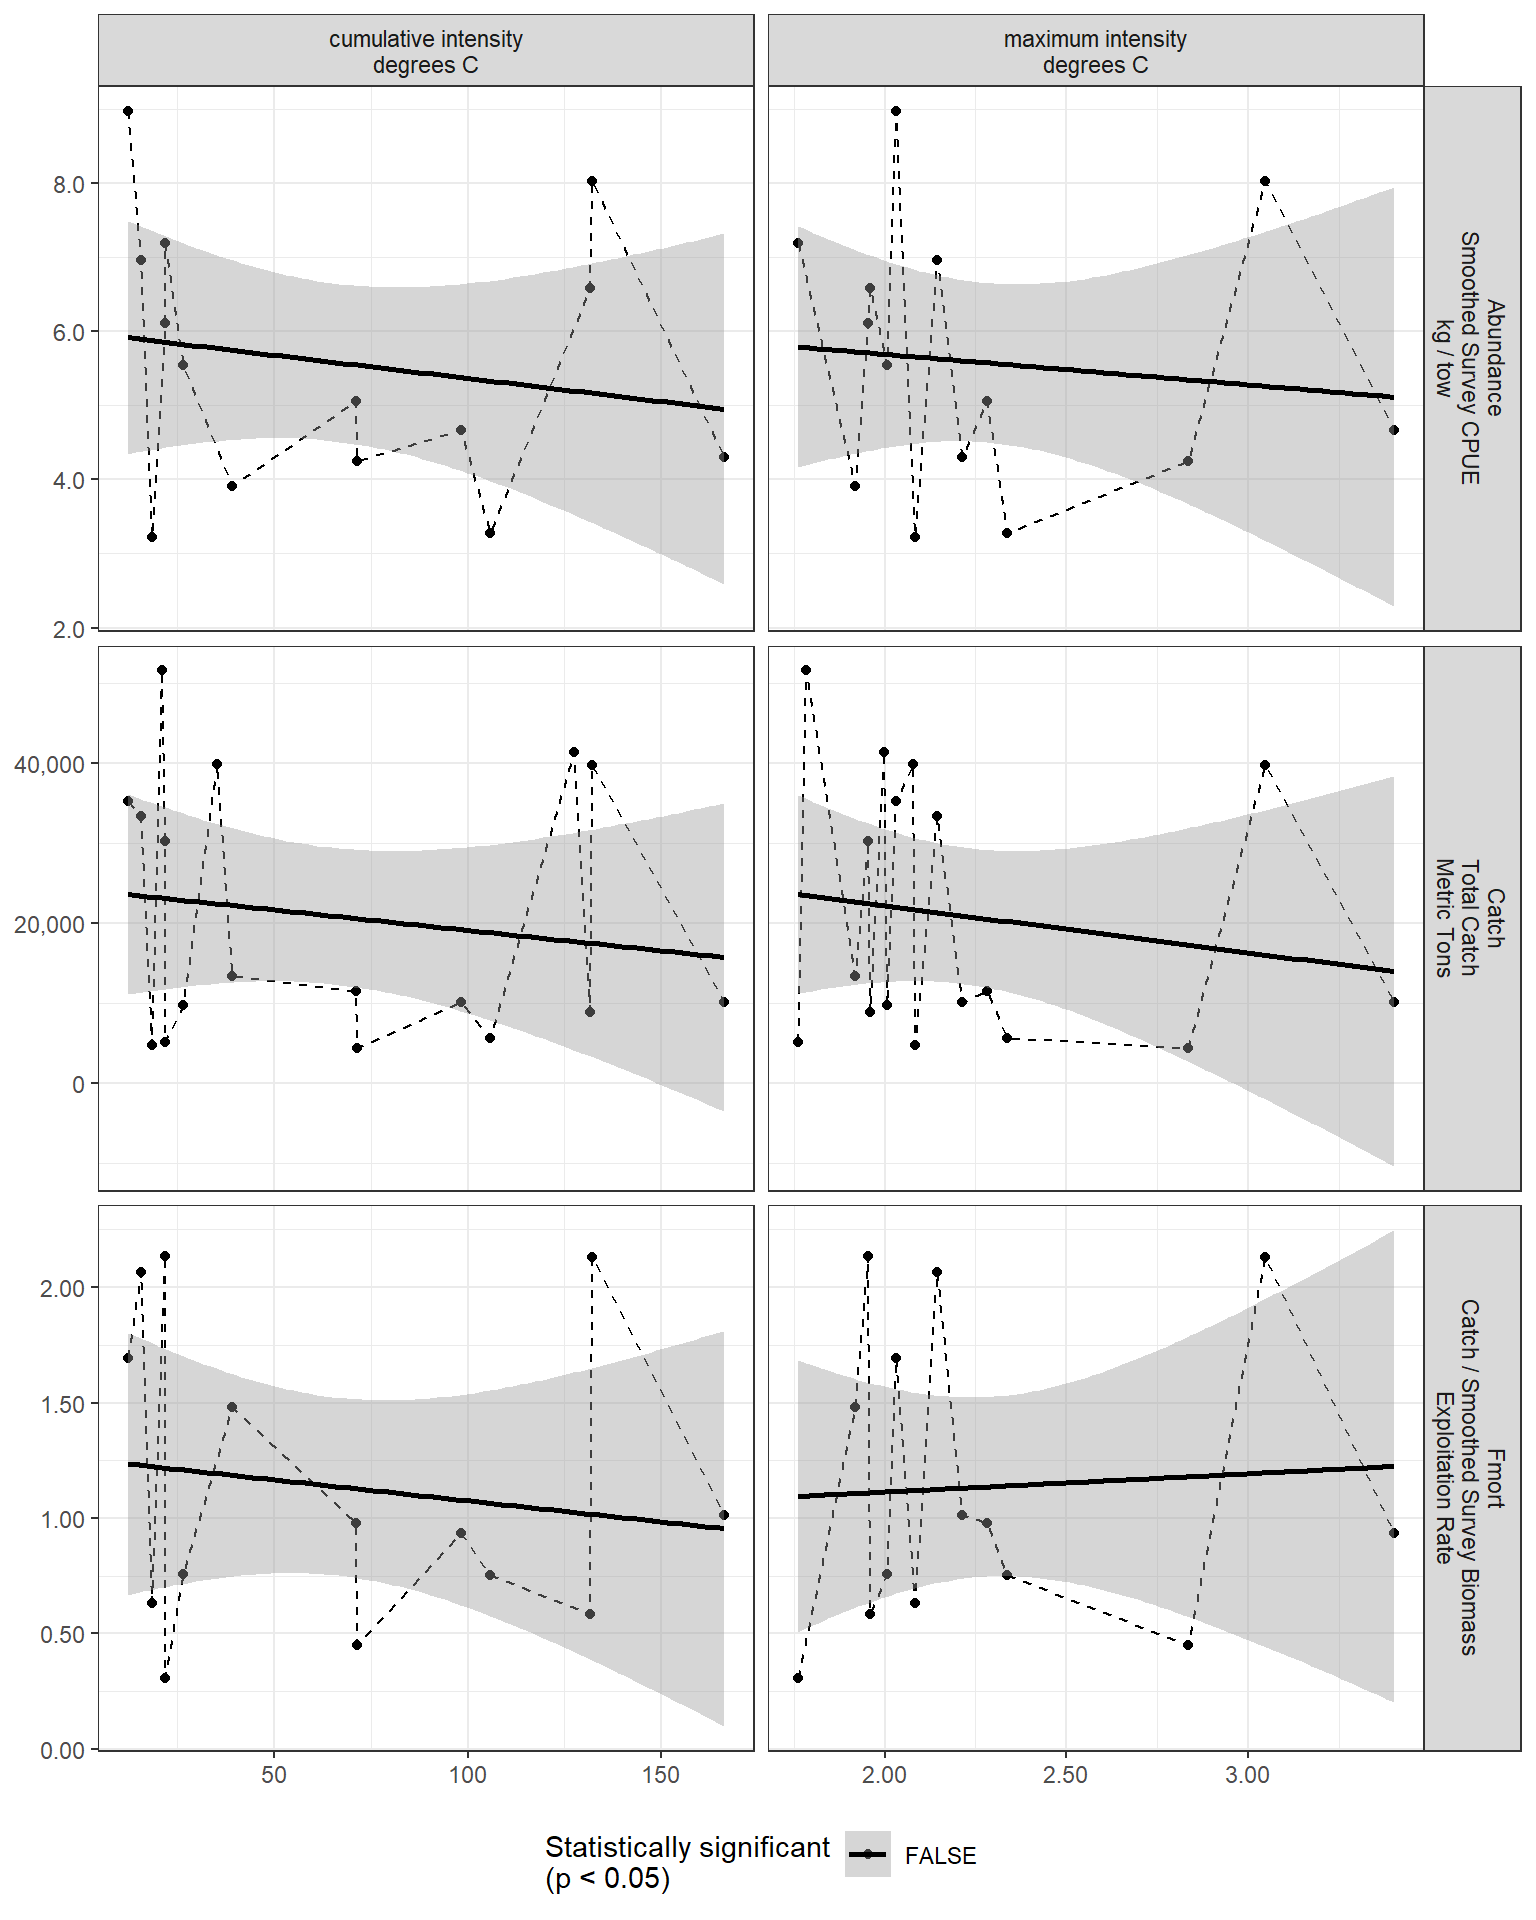 cumulative intensity
degrees C
maximum intensity
degrees C
8.0
6.0
4.0
2.0
Abundance
Smoothed Survey CPUE
kg / tow
40,000
20,000
0
Catch
Total Catch
Metric Tons
2.00
1.50
1.00
0.50
0.00
Fmort
Catch / Smoothed Survey Biomass
Exploitation Rate
50
100
150
2.00
2.50
3.00
Statistically significant
(p < 0.05)
FALSE